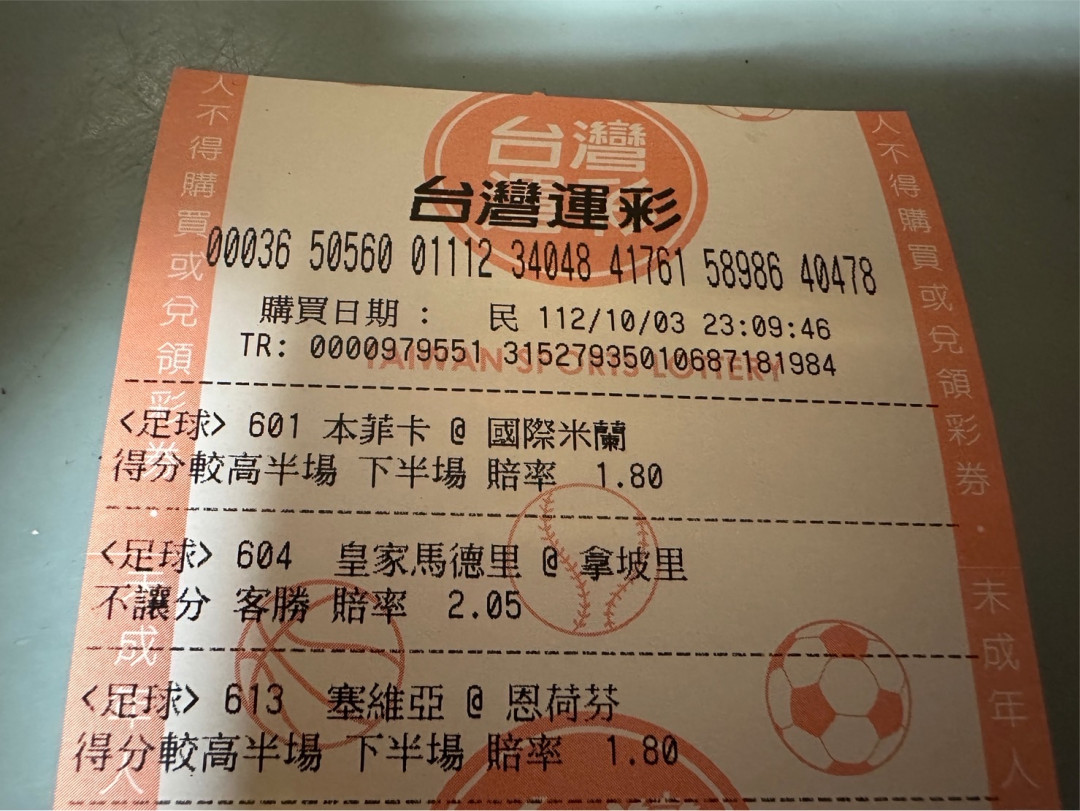 台灣
台灣運彩
00036 50560 01112 34048 41761 58986 40478
購買日期 : 民 112/10/03 23:09:46
TR: 0000979551 31527935010687181984
TAIWAN SPORTS LOTTERY
<足球> 601 本菲卡 @ 國際米蘭
得分較高半場 下半場 賠率 1.80
<足球> 604 皇家馬德里 @ 拿坡里
不讓分 客勝 賠率 2.05
<足球> 613 塞維亞 @ 恩荷芬
得分較高半場 下半場 賠率 1.80
人不得購買或兌領彩券・未成年人
人不得購買或兌領彩券・未成年人